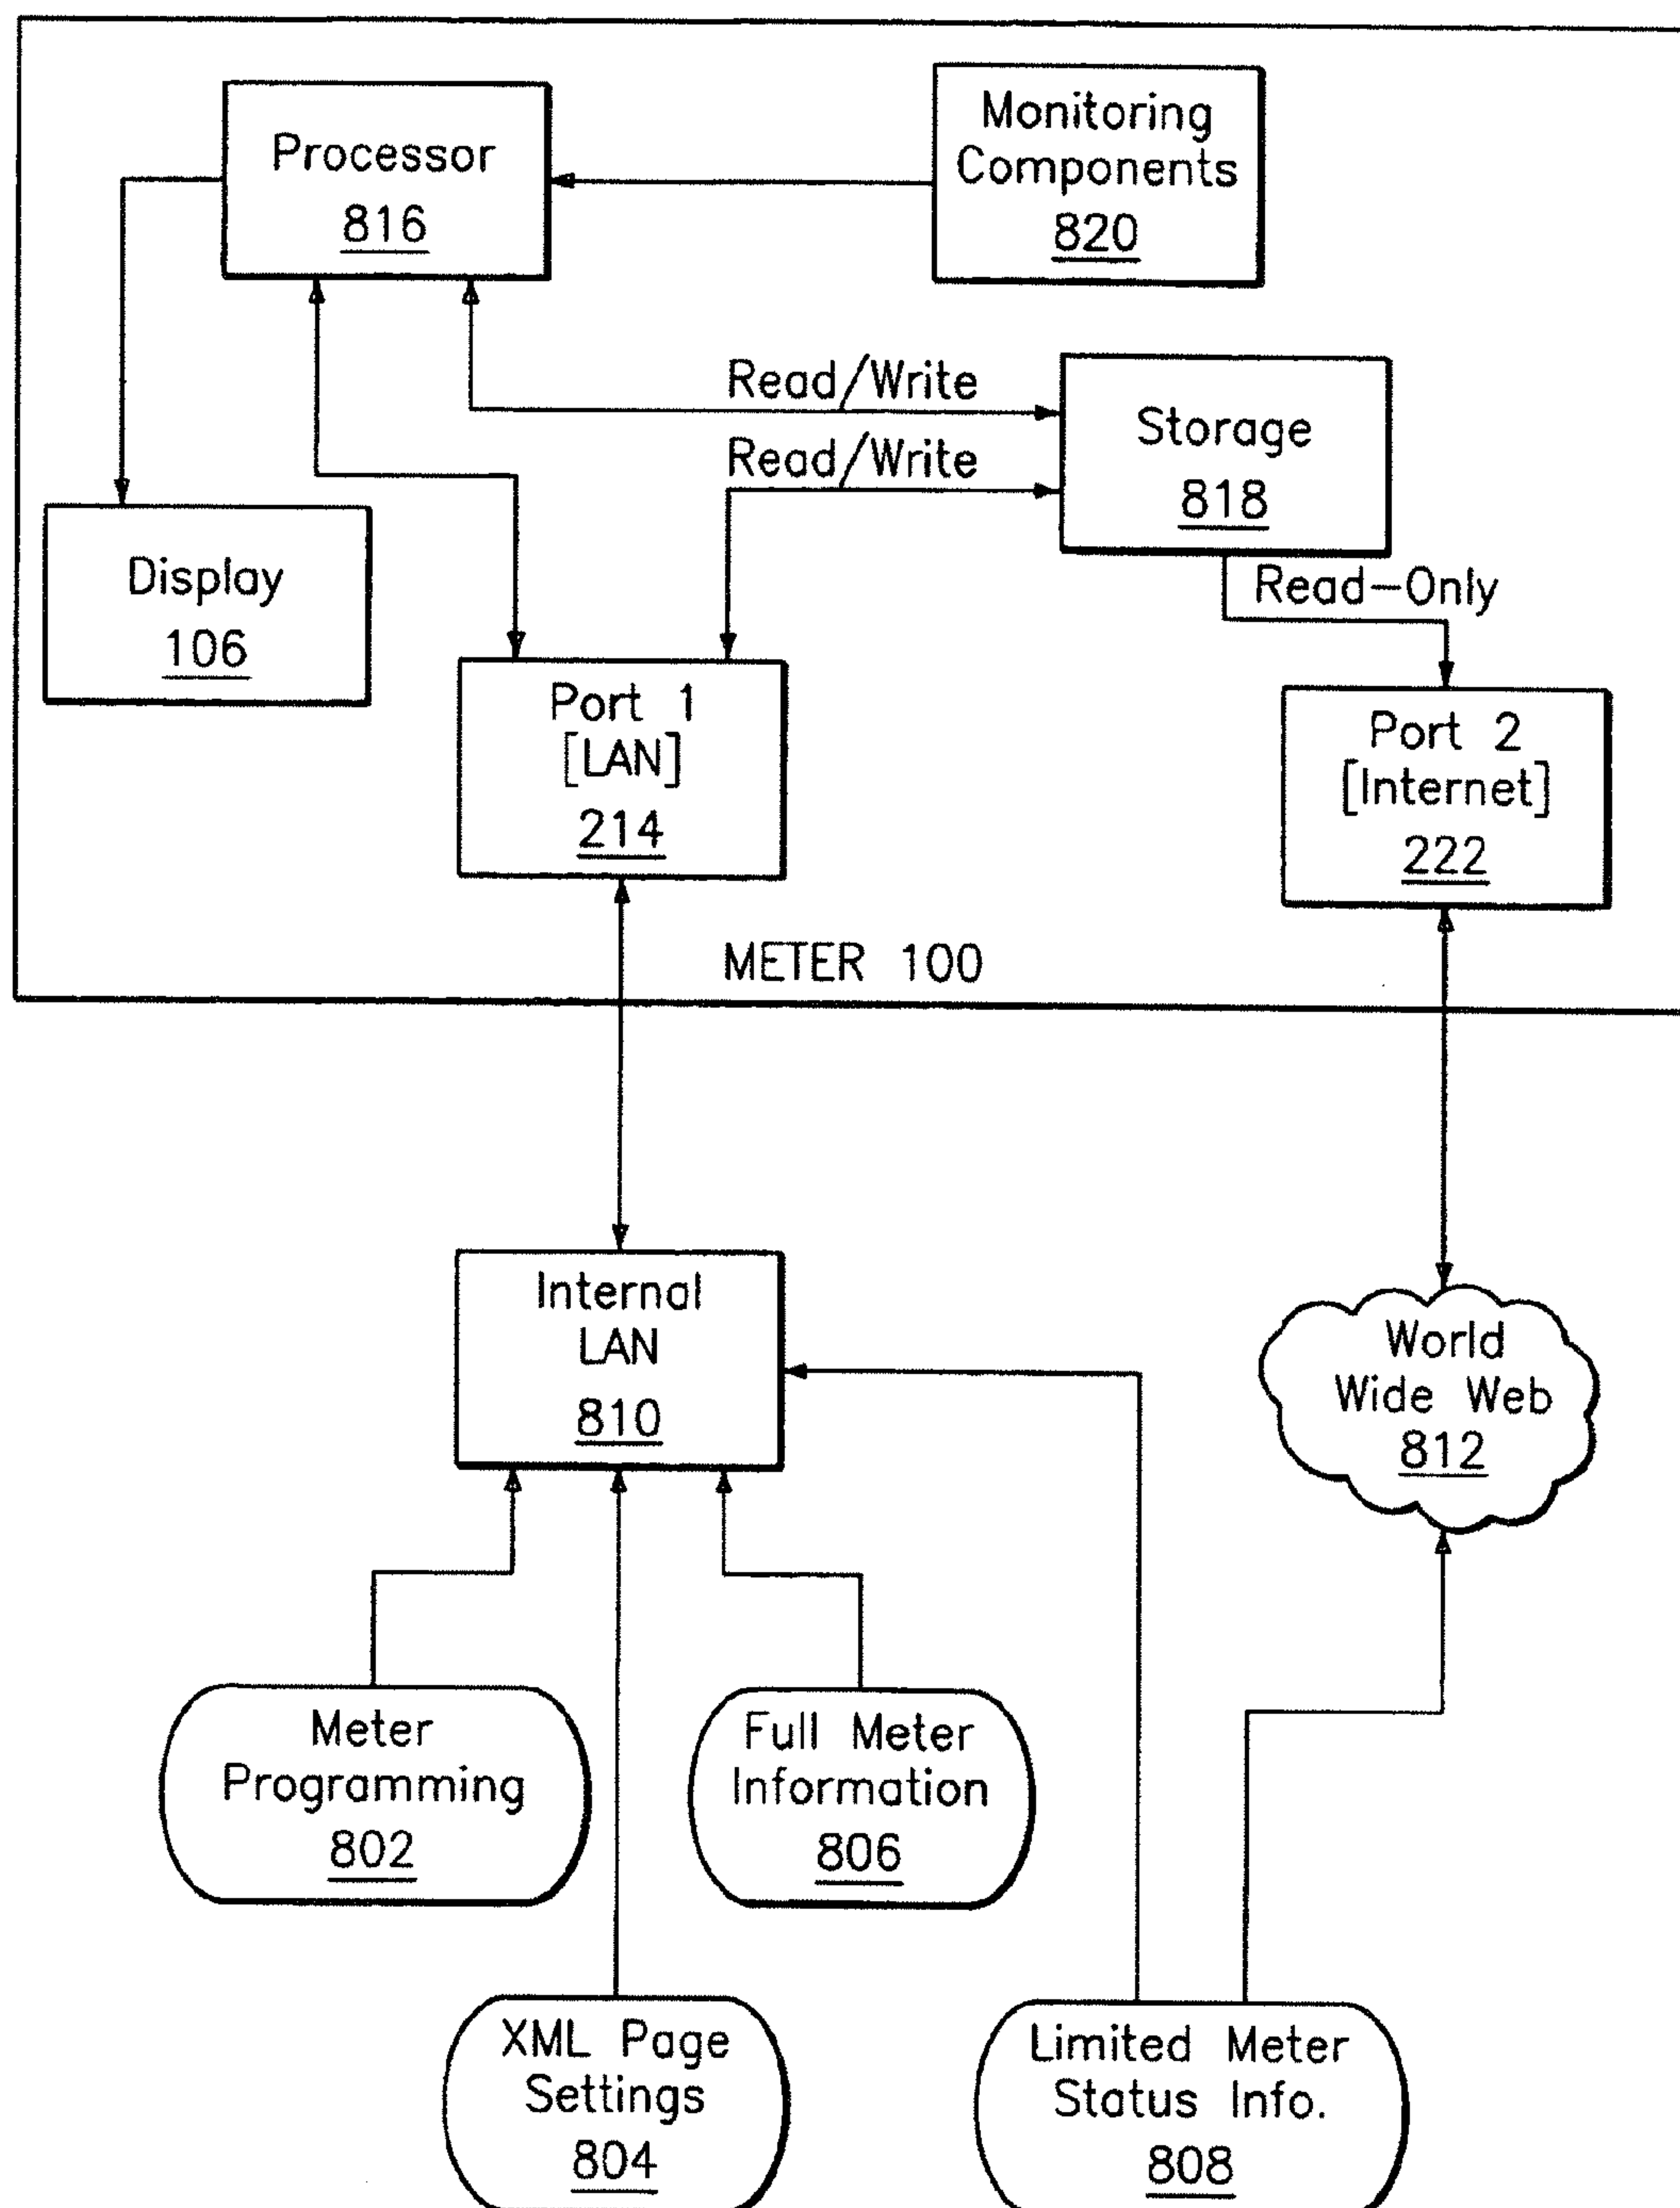 Processor
816
Monitoring
Components
820
Read/Write
Storage
818
Read/Write
Display
106
Read-Only
Port 1
[LAN]
214
Port 2
[Internet]
222
METER 100
Internal
LAN
810
World
Wide Web
812
Meter
Programming
802
Full Meter
Information
806
XML Page
Settings
804
Limited Meter
Status Info.
808